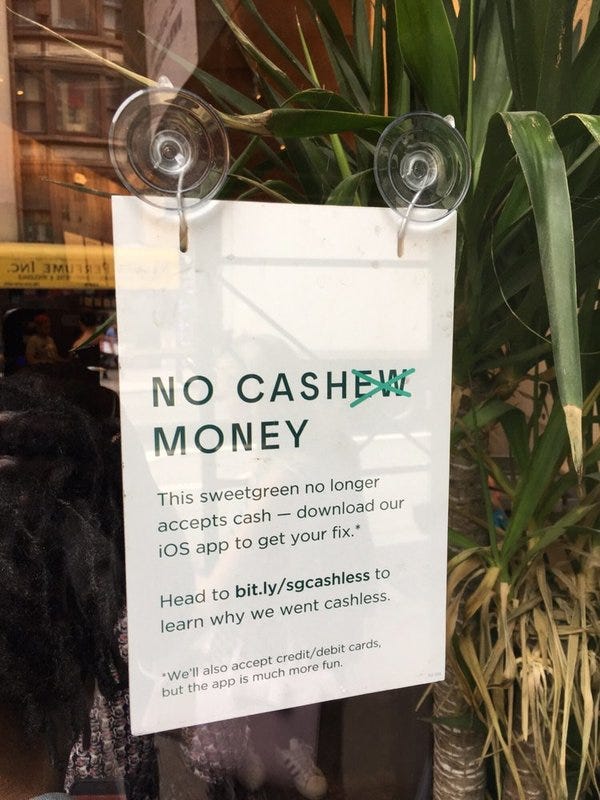 PERFUME INC.
NO CASHEW
MONEY
This sweetgreen no longer
accepts cash — download our
iOS app to get your fix.*
Head to bit.ly/sgcashless to
learn why we went cashless.
*We'll also accept credit/debit cards,
but the app is much more fun.